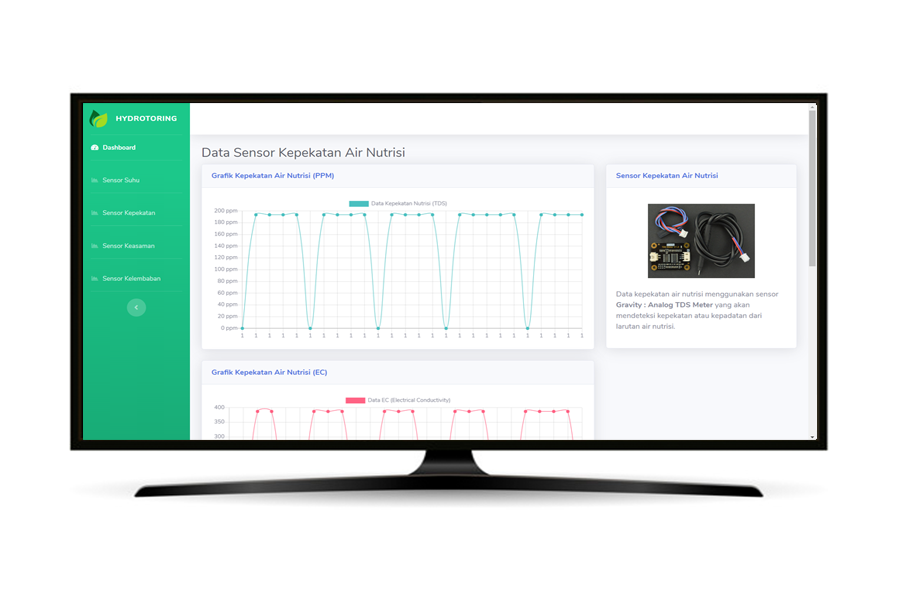 HYDROTORING
Dashboard
Sensor Suhu
Sensor Kepekatan
Sensor Keasaman
Sensor Kelembaban
Data Sensor Kepekatan Air Nutrisi
Grafik Kepekatan Air Nutrisi (PPM)
Data Kepekatan Nutrisi (TDS)
200 ppm
180 ppm
160 ppm
140 ppm
120 ppm
100 ppm
80 ppm
60 ppm
40 ppm
20 ppm
0 ppm
1 1 1 1 1 1 1 1 1 1 1 1 1 1 1 1 1 1 1 1 1 1 1 1 1 1
Sensor Kepekatan Air Nutrisi
Data kepekatan air nutrisi menggunakan sensor
Gravity : Analog TDS Meter yang akan
mendeteksi kepekatan atau kepadatan dari
larutan air nutrisi.
Grafik Kepekatan Air Nutrisi (EC)
Data EC (Electrical Conductivity)
400
350
300